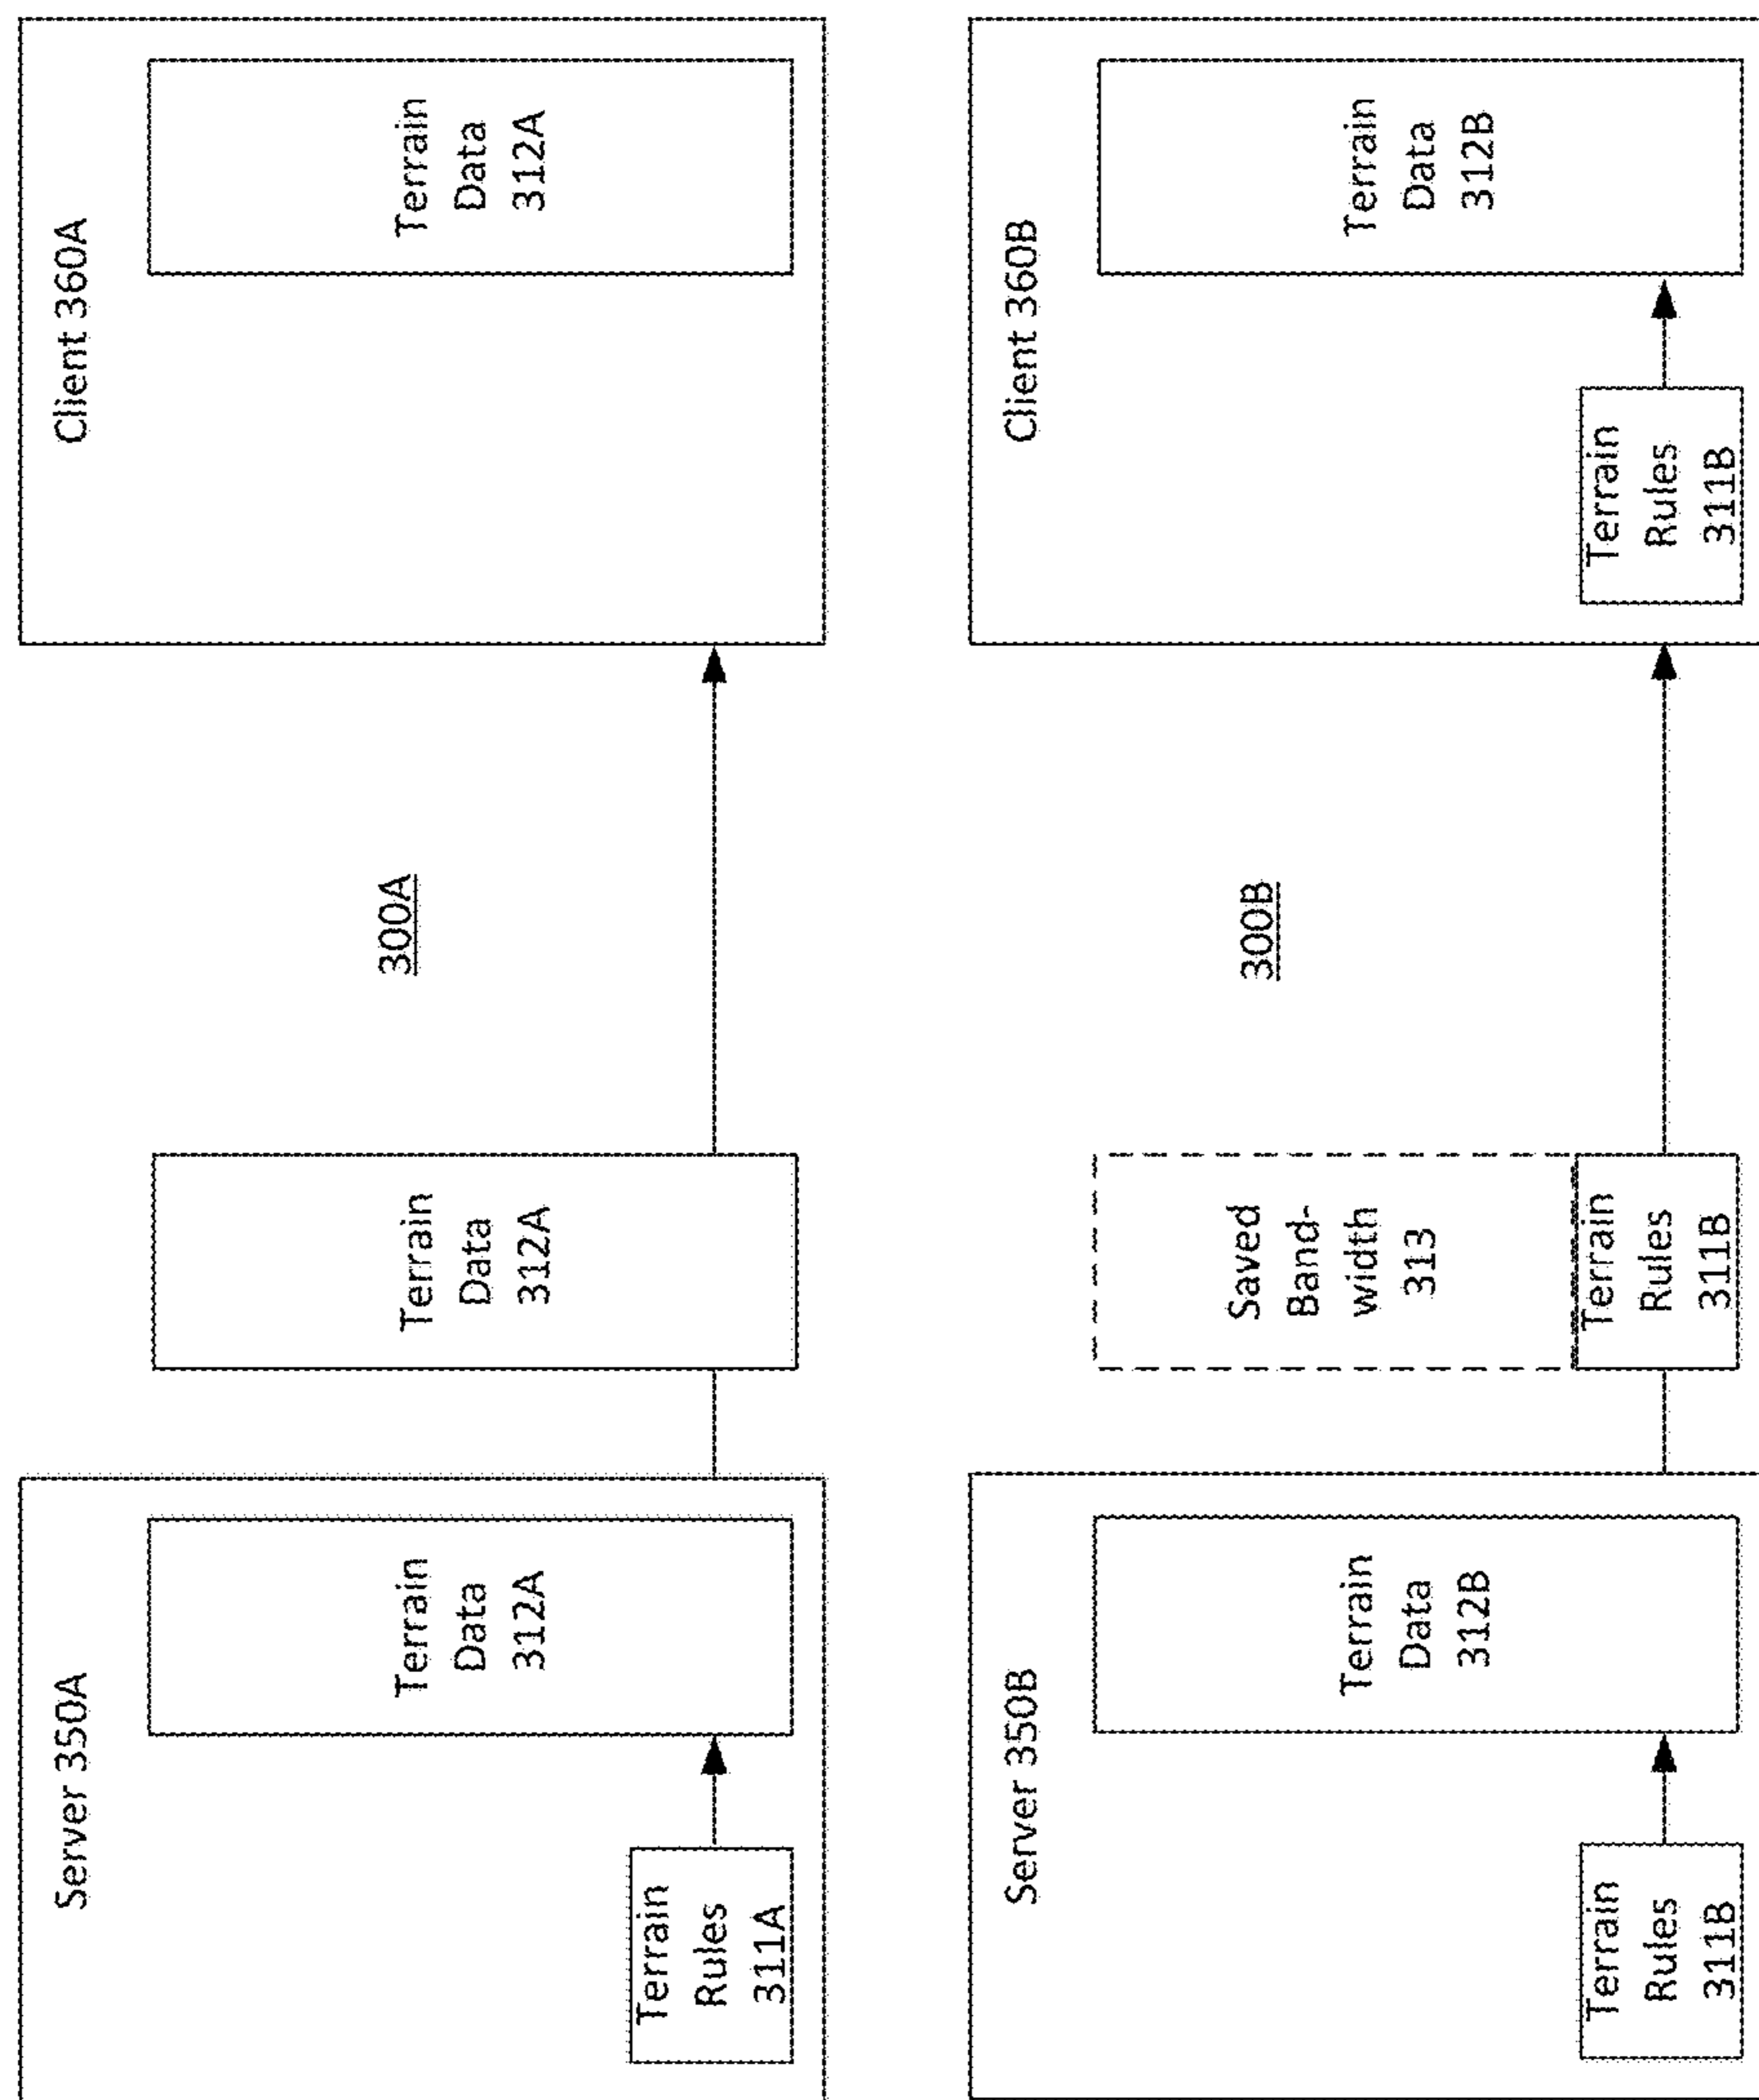 Server 350A
Terrain
Rules
311A
Terrain
Data
312A
Terrain
Data
312A
300A
Client 360A
Terrain
Data
312A
Server 350B
Terrain
Rules
311B
Terrain
Data
312B
Saved
Band-
width
313
Terrain
Rules
311B
300B
Client 360B
Terrain
Rules
311B
Terrain
Data
312B